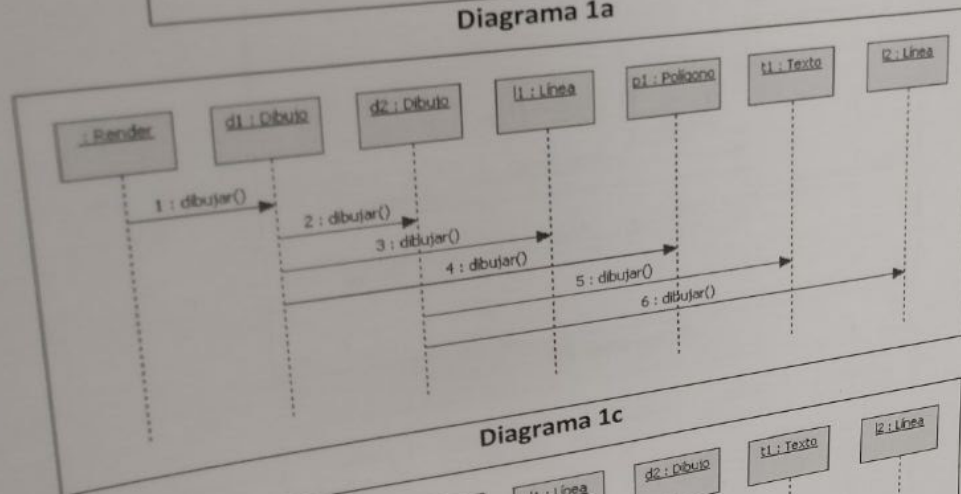 Diagrama 1a
: Render
d1 : Dibujo
d2 : Dibujo
l1 : Línea
p1 : Polígono
t1 : Texto
l2 : Línea
1 : dibujar()
2 : dibujar()
3 : dibujar()
4 : dibujar()
5 : dibujar()
6 : dibujar()
Diagrama 1c
: Línea
d2 : Dibujo
t1 : Texto
l2 : Línea